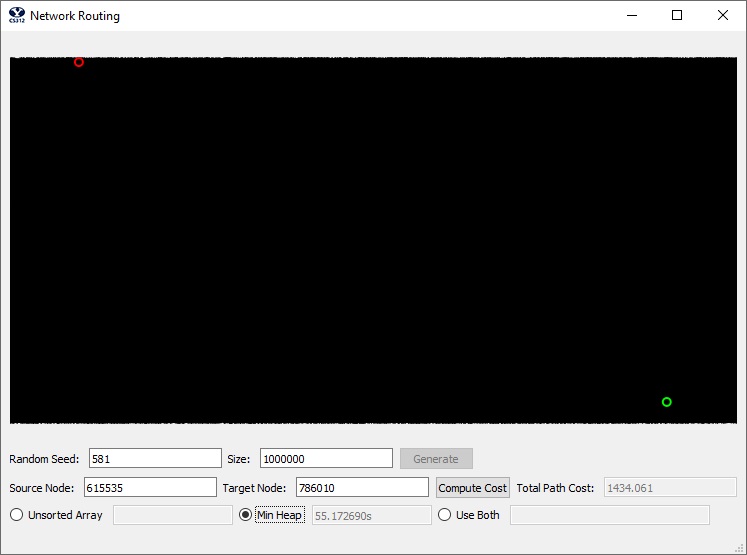 CS312 Network Routing
Random Seed: 581 Size: 1000000 Generate
Source Node: 615535 Target Node: 786010 Compute Cost Total Path Cost: 1434.061
Unsorted Array Min Heap 55.172690s Use Both